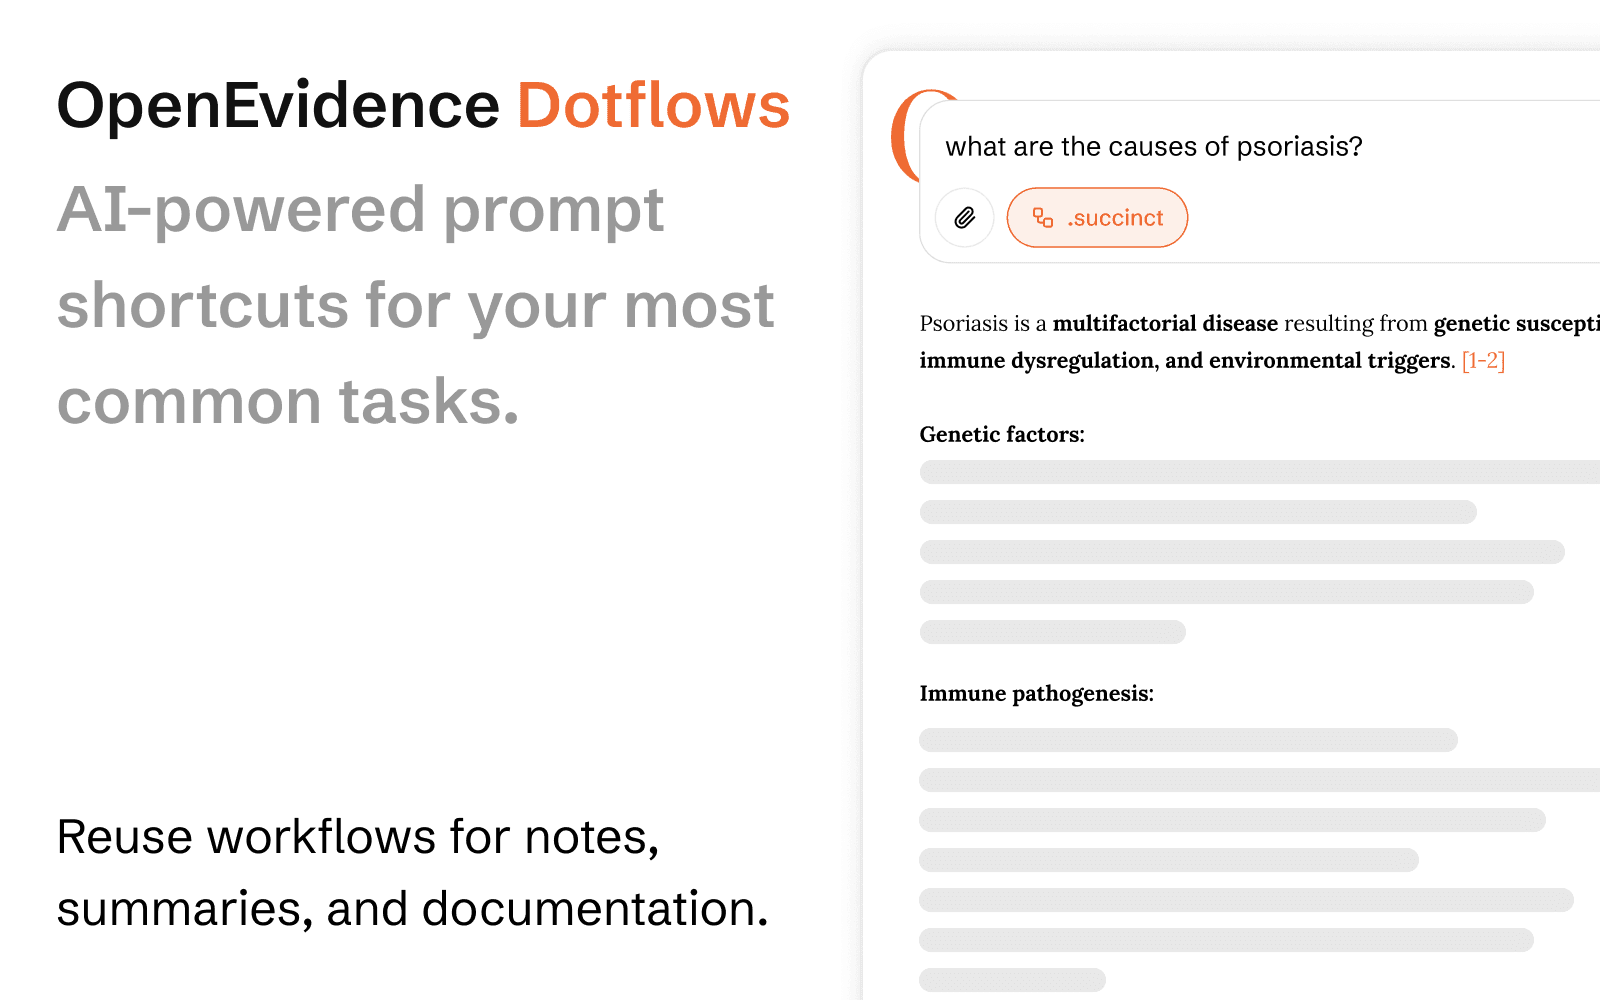 OpenEvidence Dotflows
AI-powered prompt
shortcuts for your most
common tasks.
Reuse workflows for notes,
summaries, and documentation.
what are the causes of psoriasis?
.succinct
Psoriasis is a multifactorial disease resulting from genetic
immune dysregulation, and environmental triggers. [1-2]
Genetic factors:
Immune pathogenesis: